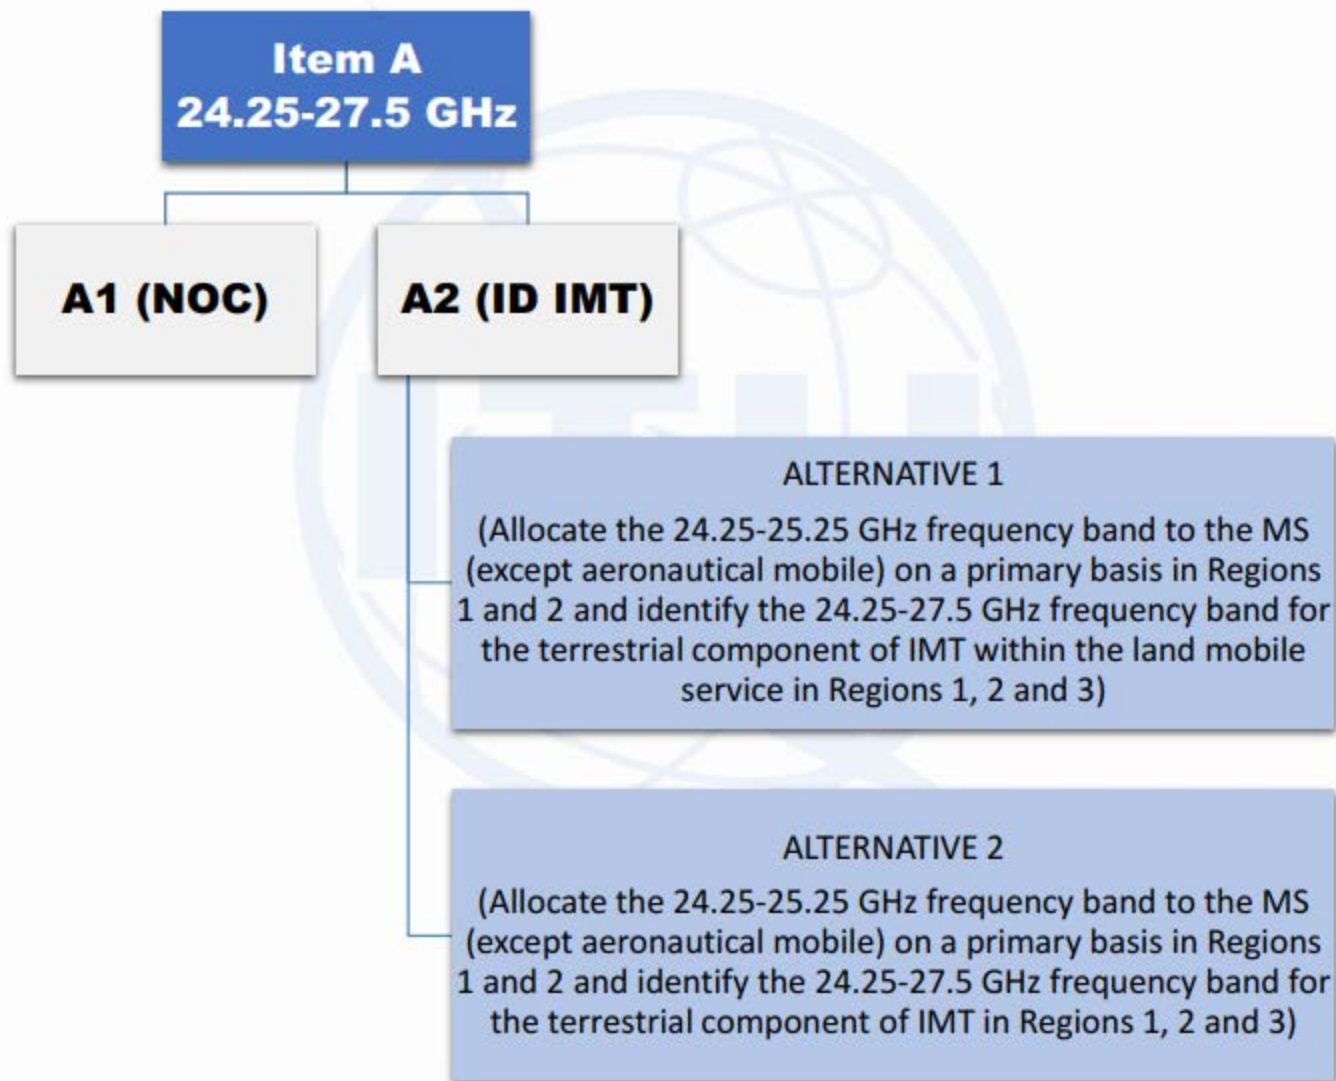 Item A
24.25-27.5 GHz
A1 (NOC)
A2 (ID IMT)
ITU
ALTERNATIVE 1
(Allocate the 24.25-25.25 GHz frequency band to the MS
(except aeronautical mobile) on a primary basis in Regions
1 and 2 and identify the 24.25-27.5 GHz frequency band for
the terrestrial component of IMT within the land mobile
service in Regions 1, 2 and 3)
ALTERNATIVE 2
(Allocate the 24.25-25.25 GHz frequency band to the MS
(except aeronautical mobile) on a primary basis in Regions
1 and 2 and identify the 24.25-27.5 GHz frequency band for
the terrestrial component of IMT in Regions 1, 2 and 3)